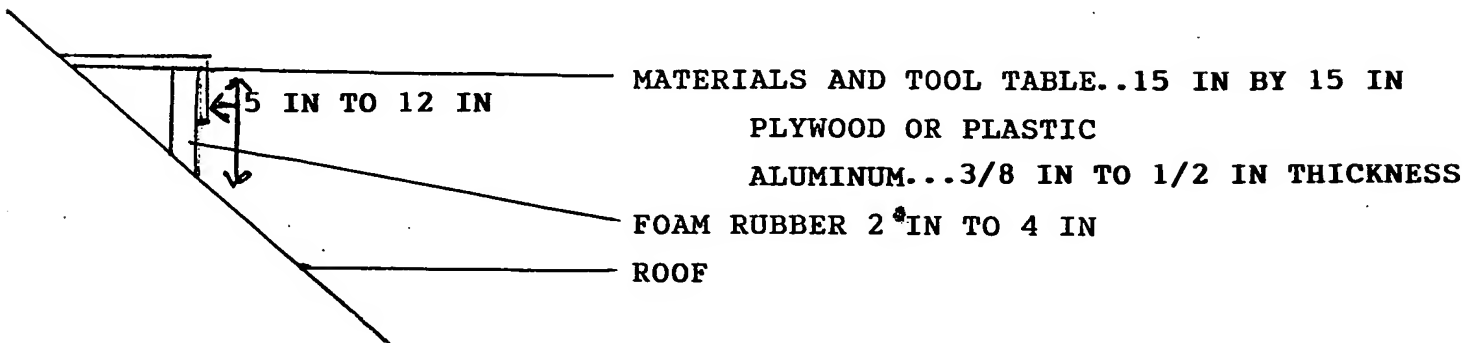 MATERIALS AND TOOL TABLE..15 IN BY 15 IN
5 IN TO 12 IN
PLYWOOD OR PLASTIC
ALUMINUM...3/8 IN TO 1/2 IN THICKNESS
FOAM RUBBER 2 IN TO 4 IN
ROOF